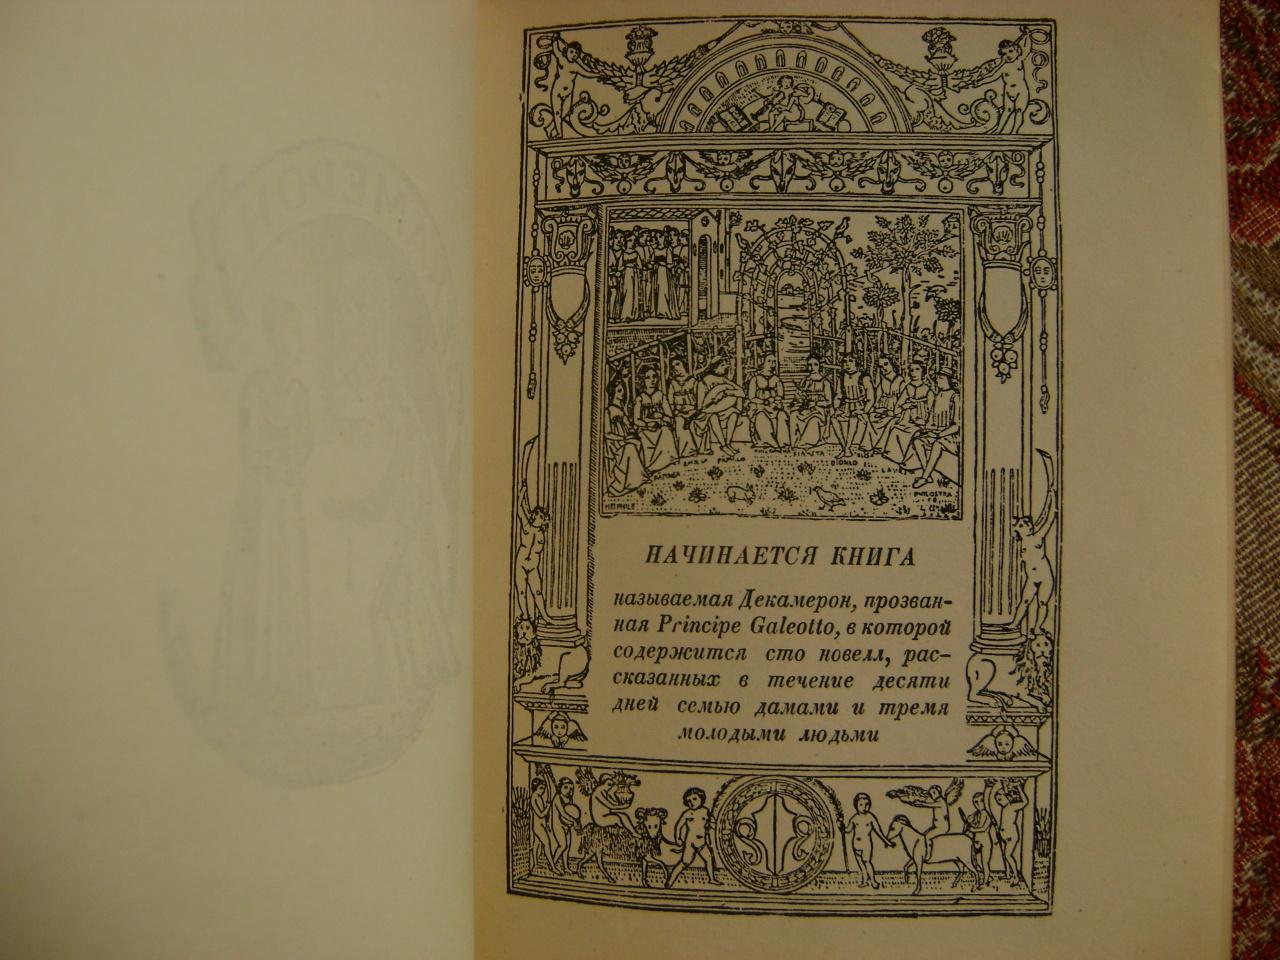 PHILOSTRA
НАЧИНАЕТСЯ КНИГА
называемая Декамерон, прозван-
ная Principe Galeotto, в которой
содержится сто новелл, рас-
сказанных в течение десяти
дней семью дамами и тремя
молодыми людьми